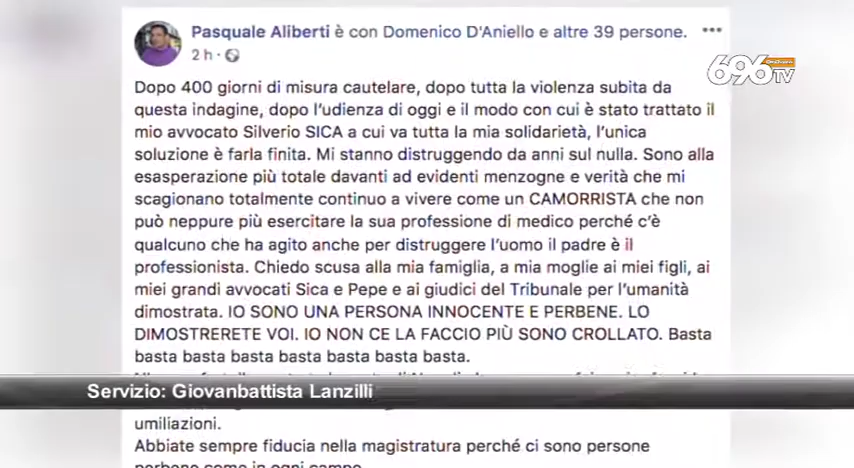 Pasquale Aliberti è con Domenico D'Aniello e altre 39 persone.
2 h
696 TV
Dopo 400 giorni di misura cautelare, dopo tutta la violenza subita da
questa indagine, dopo l'udienza di oggi e il modo con cui è stato trattato il
mio avvocato Silverio SICA a cui va tutta la mia solidarietà, l'unica
soluzione è farla finita. Mi stanno distruggendo da anni sul nulla. Sono alla
esasperazione più totale davanti ad evidenti menzogne e verità che mi
scagionano totalmente continuo a vivere come un CAMORRISTA che non
può neppure più esercitare la sua professione di medico perché c'è
qualcuno che ha agito anche per distruggere l'uomo il padre è il
professionista. Chiedo scusa alla mia famiglia, a mia moglie ai miei figli, ai
miei grandi avvocati Sica e Pepe e ai giudici del Tribunale per l'umanità
dimostrata. IO SONO UNA PERSONA INNOCENTE E PERBENE. LO
DIMOSTRERETE VOI. IO NON CE LA FACCIO PIÙ SONO CROLLATO. Basta
basta basta basta basta basta basta basta.
Servizio: Giovanbattista Lanzilli
umiliazioni.
Abbiate sempre fiducia nella magistratura perché ci sono persone
perbene come in ogni campo